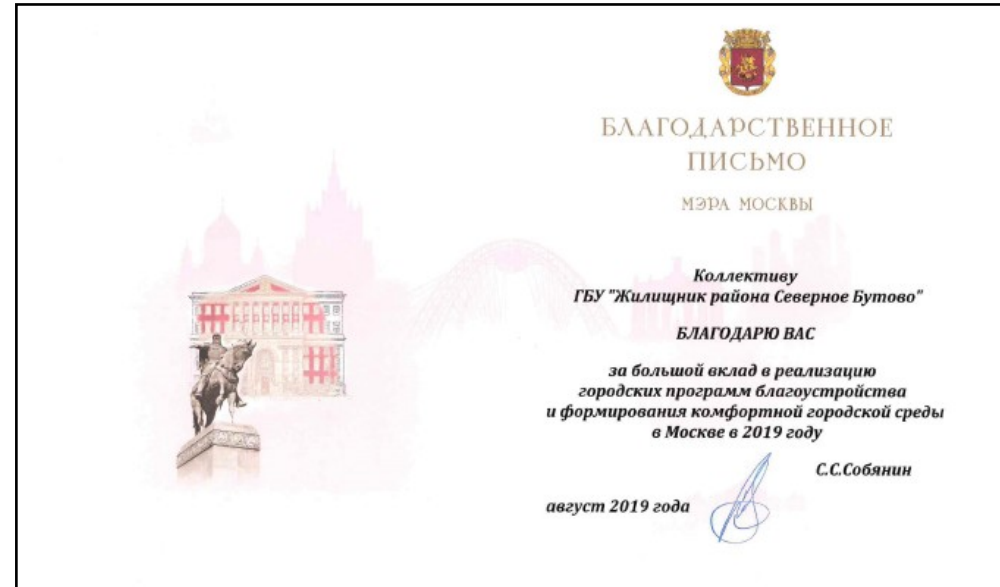 БЛАГОДАРСТВЕННОЕ
ПИСЬМО
МЭРА МОСКВЫ
Коллективу
ГБУ "Жилищник района Северное Бутово"
БЛАГОДАРЮ ВАС
за большой вклад в реализацию
городских программ благоустройства
и формирования комфортной городской среды
в Москве в 2019 году
С.С.Собянин
август 2019 года